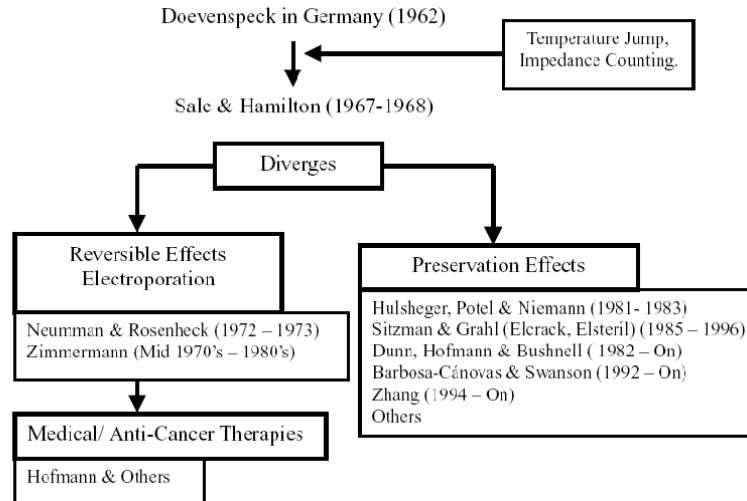 Doevenspeck in Germany (1962)
Temperature Jump,
Impedance Counting.
Sale & Hamilton (1967-1968)
Diverges
Reversible Effects
Electroporation
Preservation Effects
Neumman & Rosenheck (1972 – 1973)
Zimmermann (Mid 1970's – 1980's)
Hulsheger, Potel & Niemann (1981- 1983)
Sitzman & Grahl (Elcrack, Elsteril) (1985 – 1996)
Dunn, Hofmann & Bushnell ( 1982 – On)
Barbosa-Cánovas & Swanson (1992 – On)
Zhang (1994 – On)
Others
Medical/ Anti-Cancer Therapies
Hofmann & Others